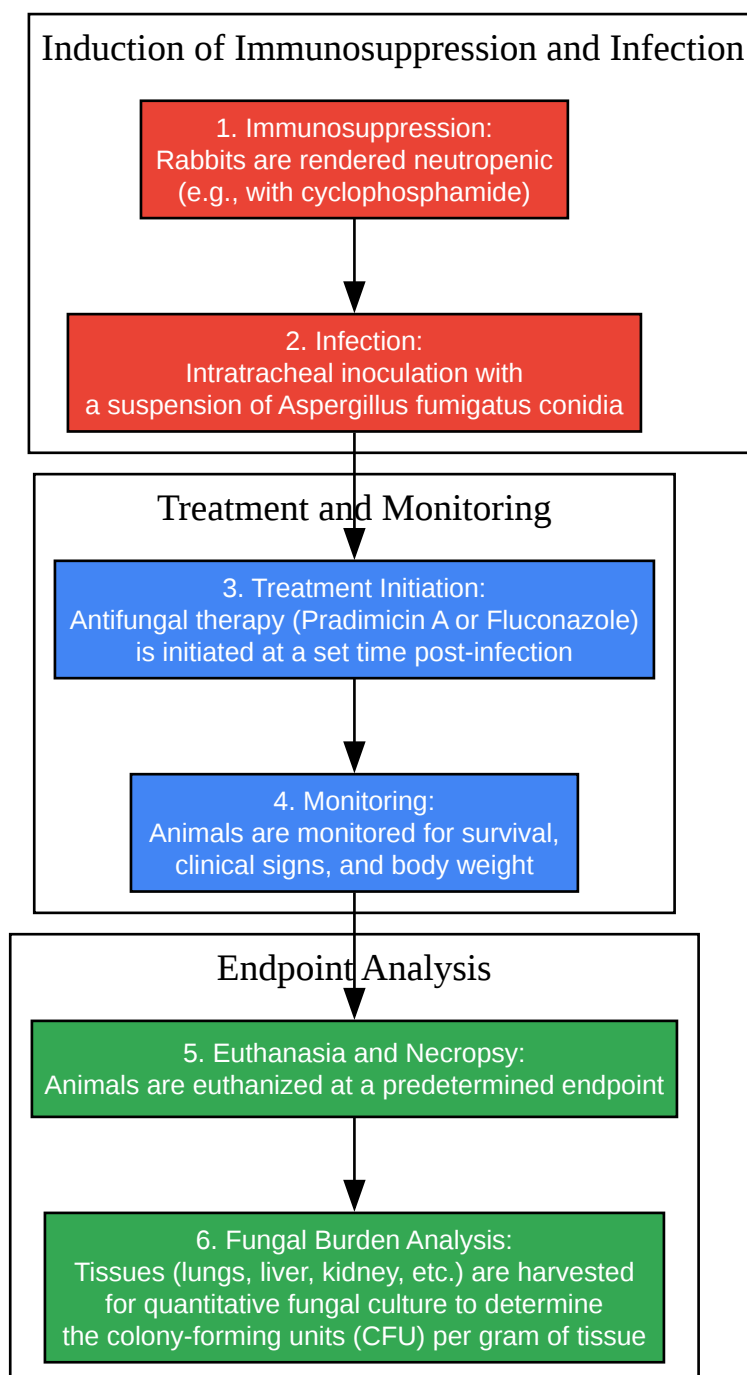 Induction of Immunosuppression and Infection
1. Immunosuppression:
Rabbits are rendered neutropenic
(e.g., with cyclophosphamide)
2. Infection:
Intratracheal inoculation with
a suspension of Aspergillus fumigatus conidia
Treatment and Monitoring
3. Treatment Initiation:
Antifungal therapy (Pradimicin A or Fluconazole)
is initiated at a set time post-infection
4. Monitoring:
Animals are monitored for survival,
clinical signs, and body weight
Endpoint Analysis
5. Euthanasia and Necropsy:
Animals are euthanized at a predetermined endpoint
6. Fungal Burden Analysis:
Tissues (lungs, liver, kidney, etc.) are harvested
for quantitative fungal culture to determine
the colony-forming units (CFU) per gram of tissue